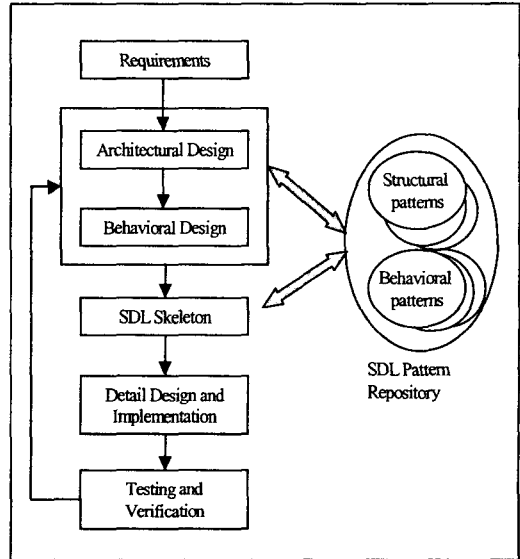 Requirements
Architectural Design
Behavioral Design
SDL Skeleton
Detail Design and
Implementation
Testing and
Verification
Structural
patterns
Behavioral
patterns
SDL Pattern
Repository